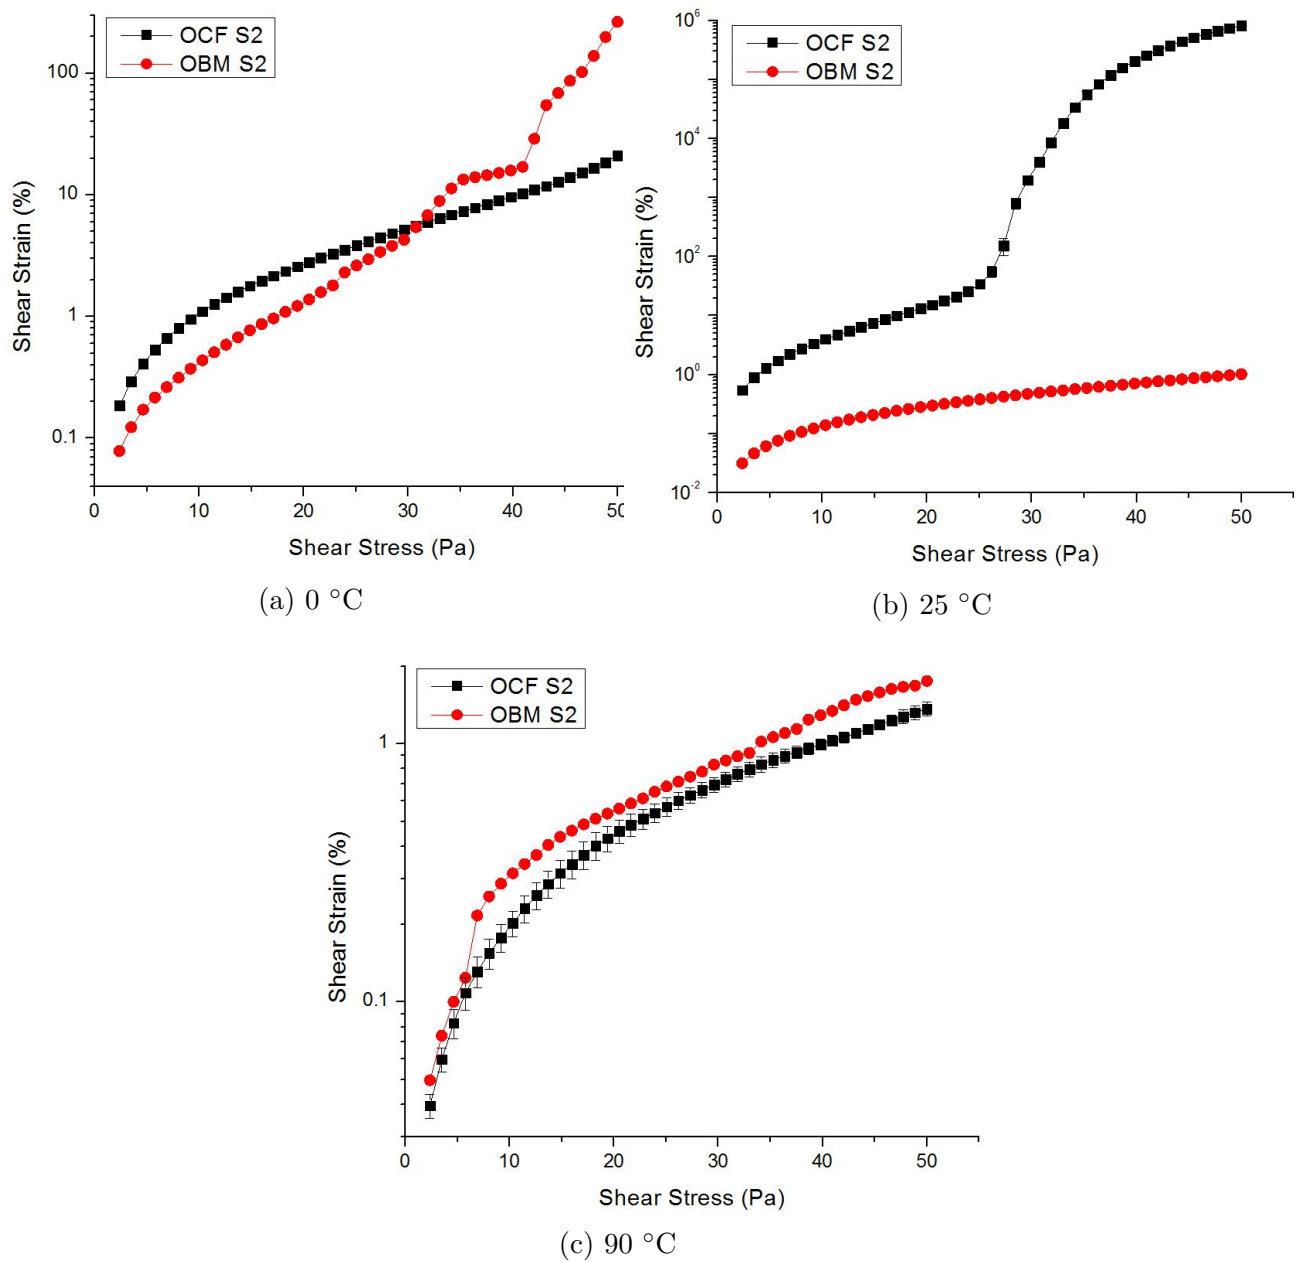 OCF S2
OBM S2
100
10
1
0.1
Shear Strain (%)
0 10 20 30 40 50
Shear Stress (Pa)
(a) 0 °C
OCF S2
OBM S2
10^6
10^4
10^2
10^0
10^-2
Shear Strain (%)
0 10 20 30 40 50
Shear Stress (Pa)
(b) 25 °C
OCF S2
OBM S2
1
0.1
Shear Strain (%)
0 10 20 30 40 50
Shear Stress (Pa)
(c) 90 °C